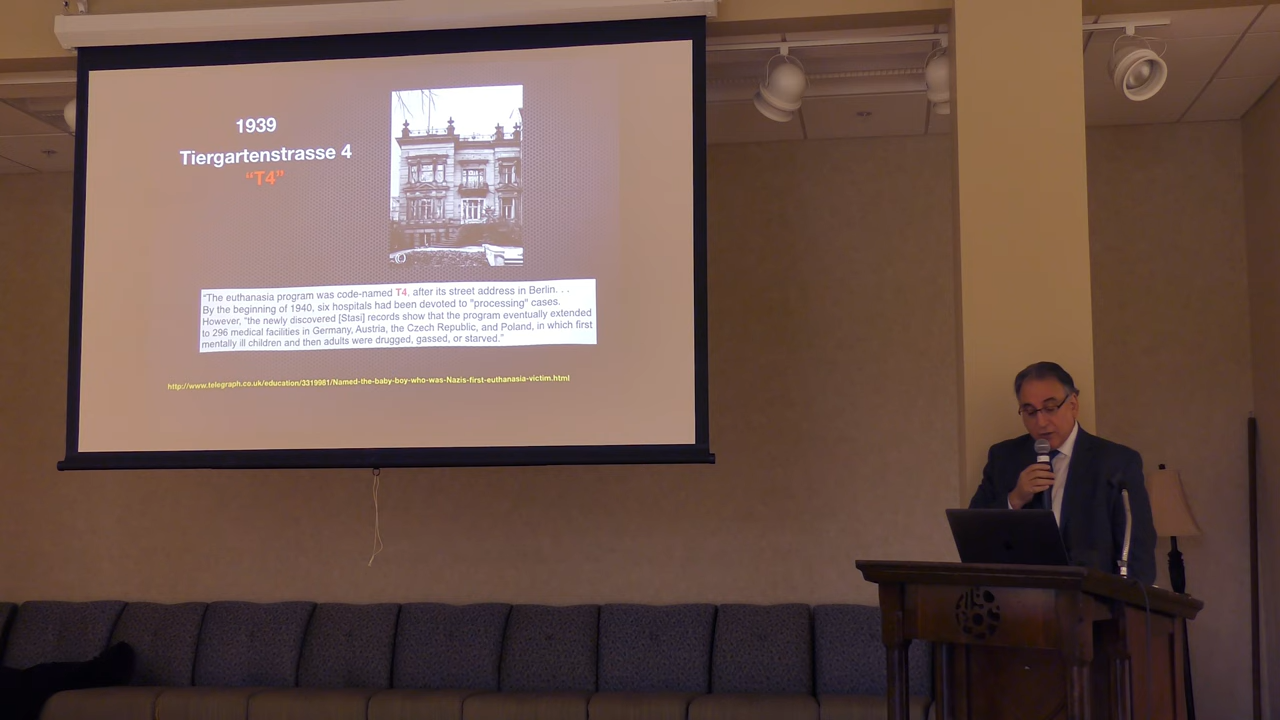 1939
Tiergartenstrasse 4
“T4”
“The euthanasia program was code-named T4, after its street address in Berlin. . .
By the beginning of 1940, six hospitals had been devoted to "processing" cases.
However, “the newly discovered [Stasi] records show that the program eventually extended
to 296 medical facilities in Germany, Austria, the Czech Republic, and Poland, in which first
mentally ill children and then adults were drugged, gassed, or starved.”
http://www.telegraph.co.uk/education/3319981/Named-the-baby-boy-who-was-Nazis-first-euthanasia-victim.html